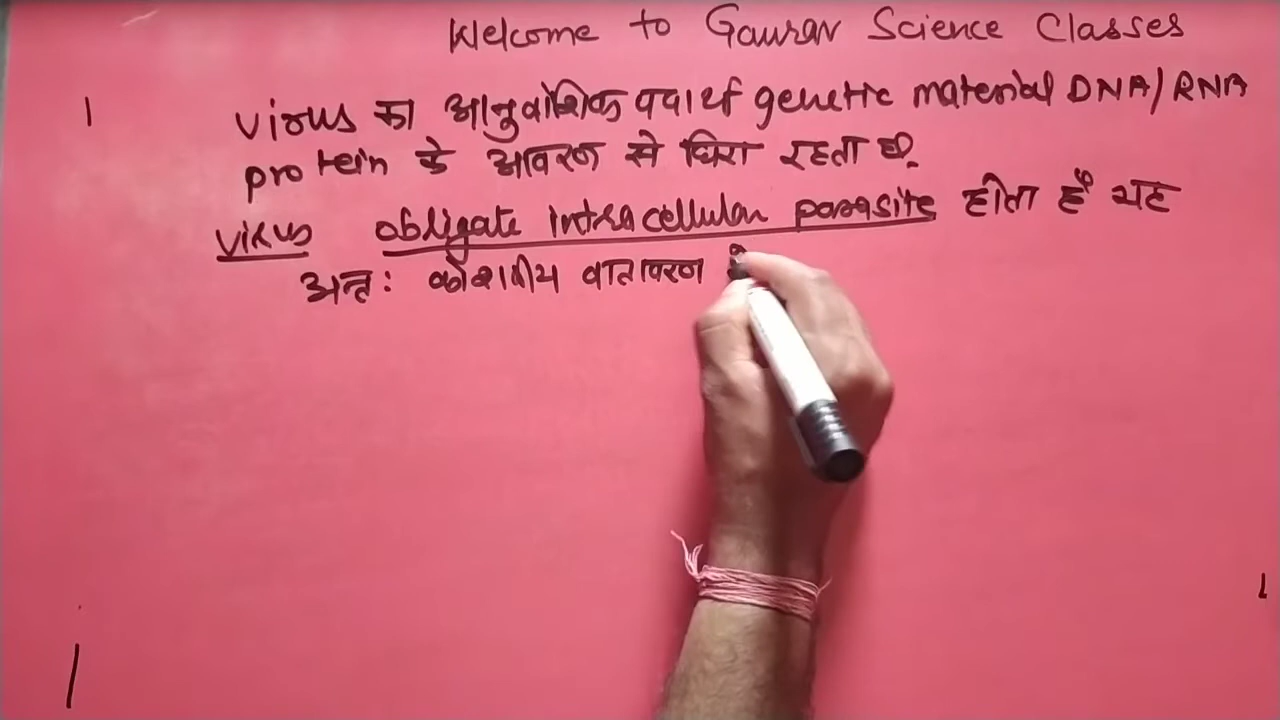 Welcome to Gaurav Science Classes
virus का आनुवांशिक पदार्थ genetic material DNA/RNA
protein के आवरण से घिरा रहता है.
virus obligate intracellular parasite होता है यह
अन्तः कोशकीय वातावरण